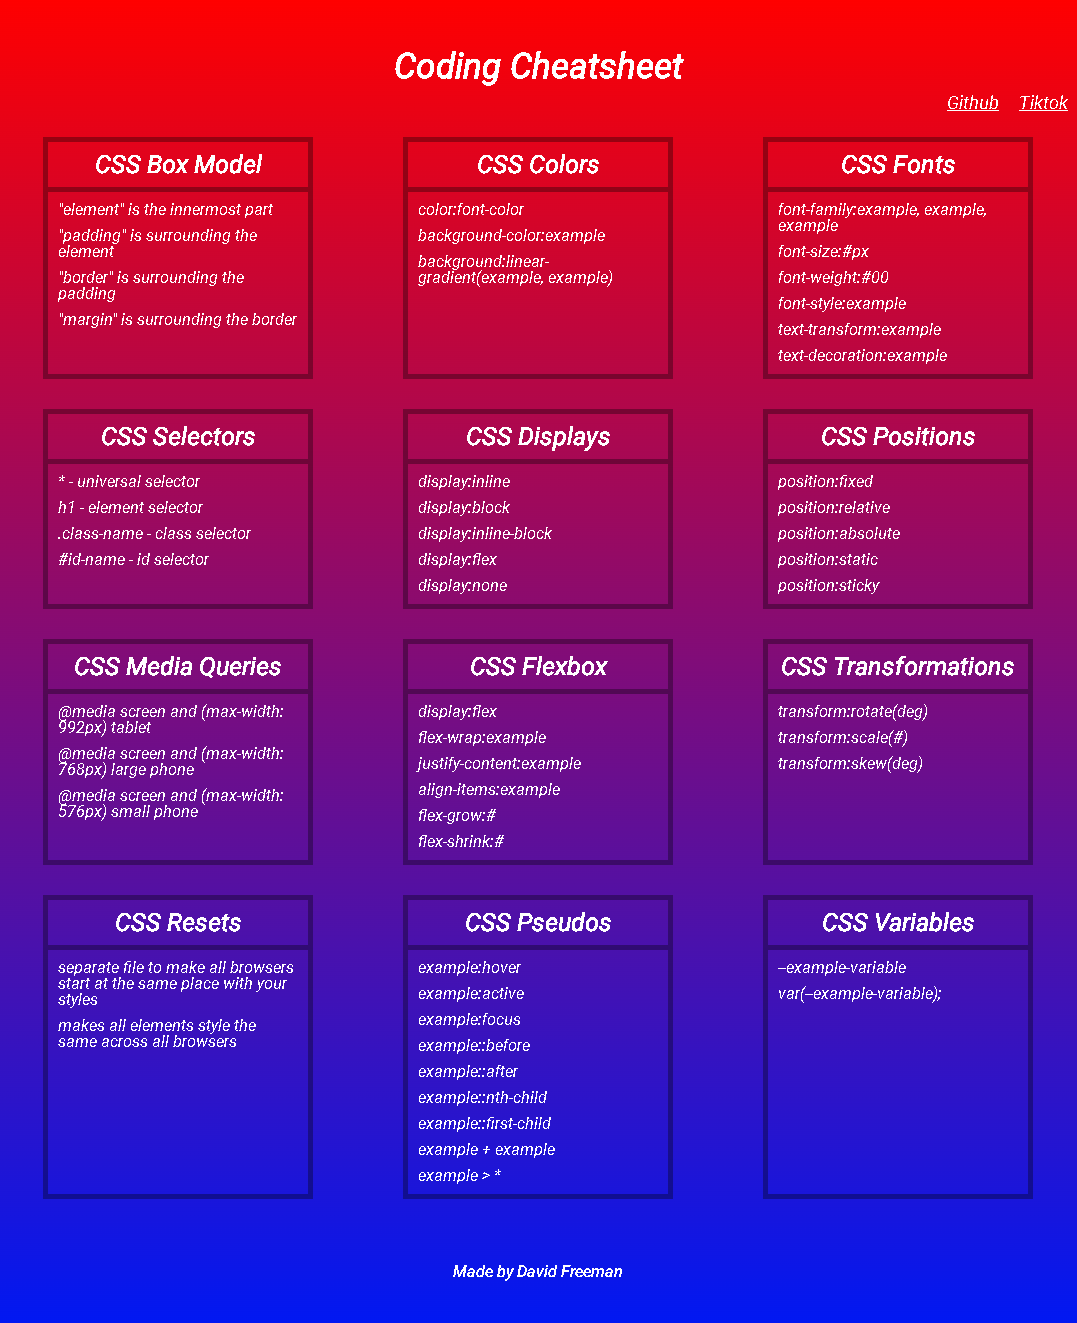 Coding Cheatsheet
Github Tiktok
CSS Box Model
"element" is the innermost part
"padding" is surrounding the
element
"border" is surrounding the
padding
"margin" is surrounding the border
CSS Colors
color:font-color
background-color:example
background:linear-
gradient(example, example)
CSS Fonts
font-family:example, example,
example
font-size:#px
font-weight:#00
font-style:example
text-transform:example
text-decoration:example
CSS Selectors
* - universal selector
h1 - element selector
.class-name - class selector
#id-name - id selector
CSS Displays
display:inline
display:block
display:inline-block
display:flex
display:none
CSS Positions
position:fixed
position:relative
position:absolute
position:static
position:sticky
CSS Media Queries
@media screen and (max-width:
992px) tablet
@media screen and (max-width:
768px) large phone
@media screen and (max-width:
576px) small phone
CSS Flexbox
display:flex
flex-wrap:example
justify-content:example
align-items:example
flex-grow:#
flex-shrink:#
CSS Transformations
transform:rotate(deg)
transform:scale(#)
transform:skew(deg)
CSS Resets
separate file to make all browsers
start at the same place with your
styles
makes all elements style the
same across all browsers
CSS Pseudos
example:hover
example:active
example:focus
example::before
example::after
example::nth-child
example::first-child
example + example
example > *
CSS Variables
--example-variable
var(--example-variable);
Made by David Freeman